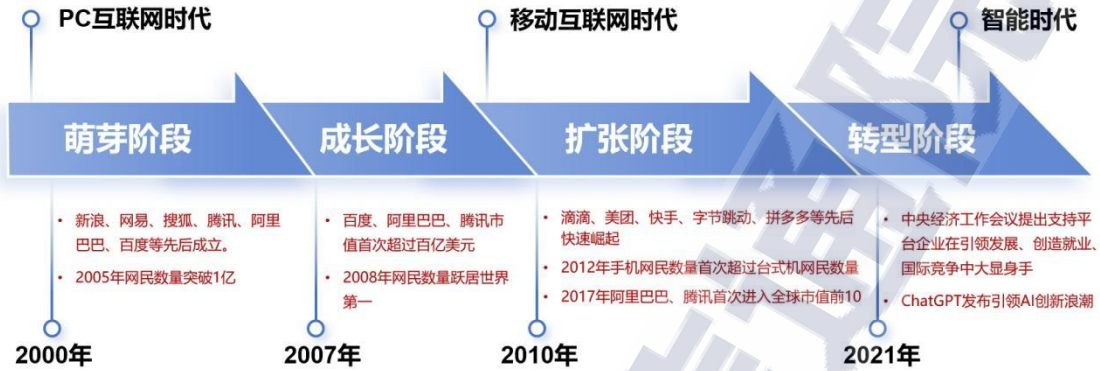 PC互联网时代
移动互联网时代
智能时代
萌芽阶段
成长阶段
扩张阶段
转型阶段
• 新浪、网易、搜狐、腾讯、阿里
巴巴、百度等先后成立。
• 2005年网民数量突破1亿
• 百度、阿里巴巴、腾讯市
值首次超过百亿美元
• 2008年网民数量跃居世界
第一
• 滴滴、美团、快手、字节跳动、拼多多等先后
快速崛起
• 2012年手机网民数量首次超过台式机网民数量
• 2017年阿里巴巴、腾讯首次进入全球市值前10
• 中央经济工作会议提出支持平
台企业在引领发展、创造就业、
国际竞争中大显身手
• ChatGPT发布引领AI创新浪潮
2000年
2007年
2010年
2021年